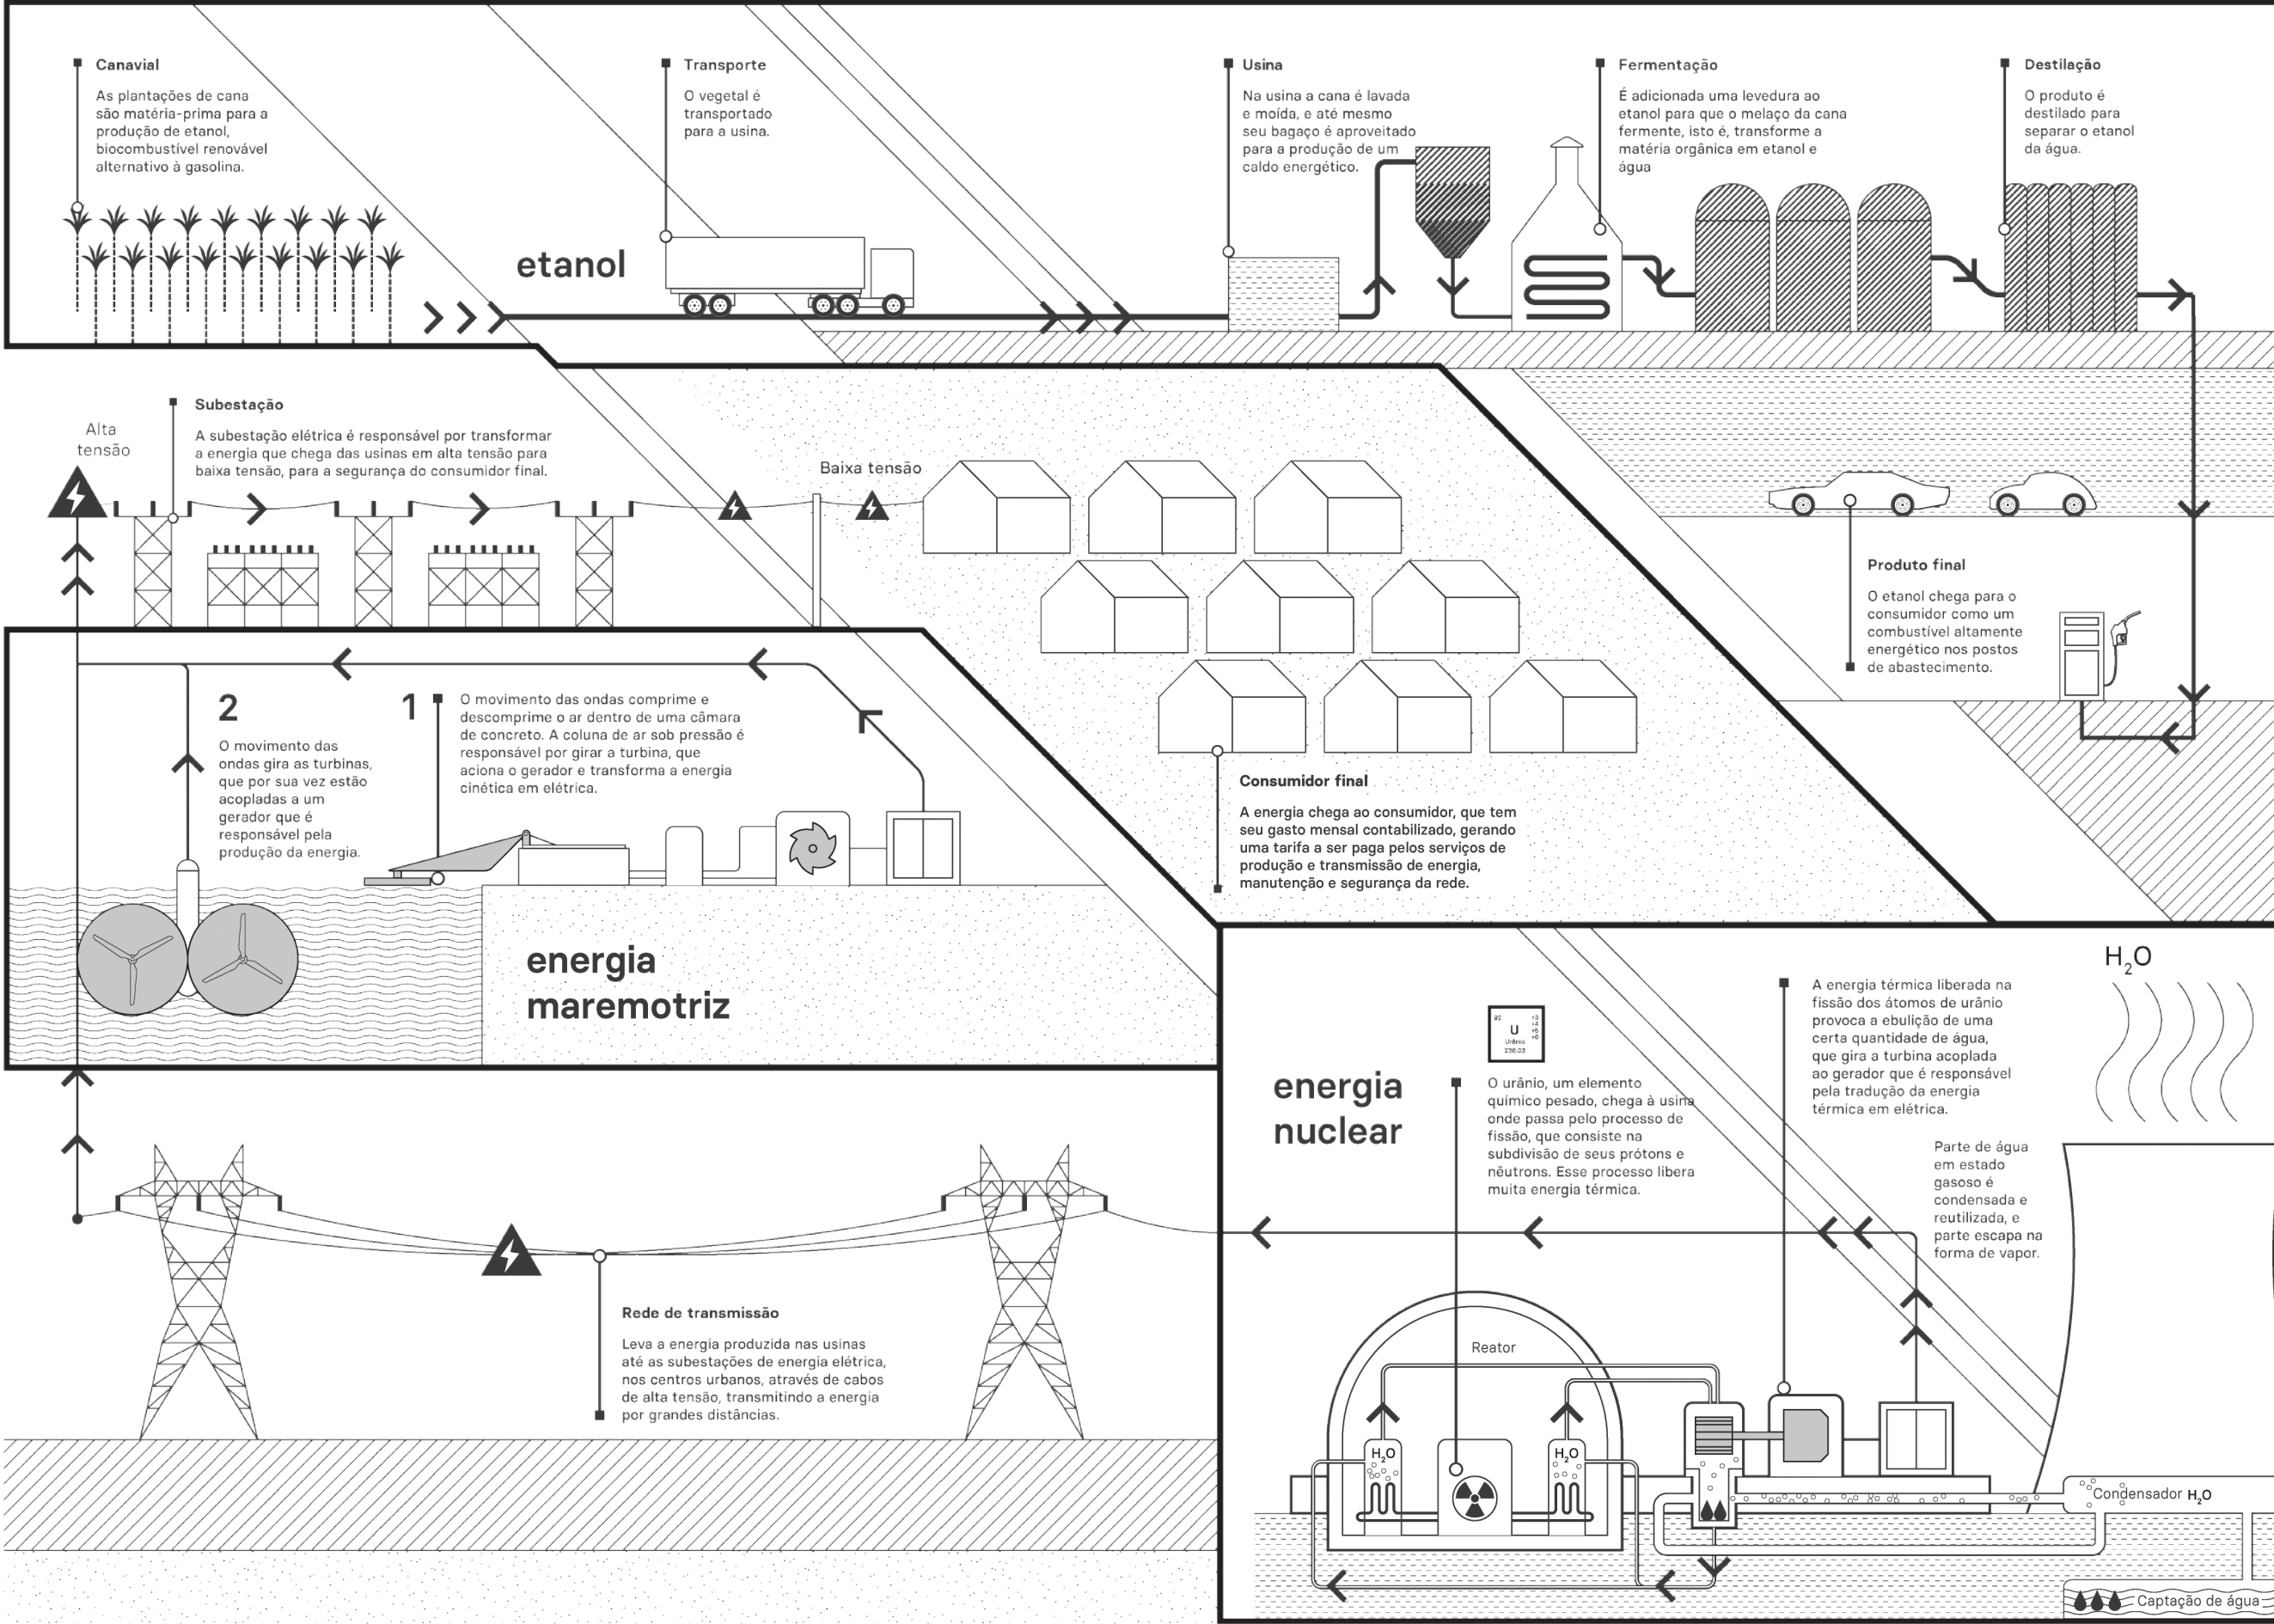 Canavial
As plantações de cana
são matéria-prima para a
produção de etanol,
biocombustível renovável
alternativo à gasolina.
etanol
Transporte
O vegetal é
transportado
para a usina.
Usina
Na usina a cana é lavada
e moída, e até mesmo
seu bagaço é aproveitado
para a produção de um
caldo energético.
Fermentação
É adicionada uma levedura ao
etanol para que o melaço da cana
fermente, isto é, transforme a
matéria orgânica em etanol e
água
Destilação
O produto é
destilado para
separar o etanol
da água.
Alta
tensão
Subestação
A subestação elétrica é responsável por transformar
a energia que chega das usinas em alta tensão para
baixa tensão, para a segurança do consumidor final.
Baixa tensão
Produto final
O etanol chega para o
consumidor como um
combustível altamente
energético nos postos
de abastecimento.
2
O movimento das
ondas gira as turbinas,
que por sua vez estão
acopladas a um
gerador que é
responsável pela
produção da energia.
1
O movimento das ondas comprime e
descomprime o ar dentro de uma câmara
de concreto. A coluna de ar sob pressão é
responsável por girar a turbina, que
aciona o gerador e transforma a energia
cinética em elétrica.
Consumidor final
A energia chega ao consumidor, que tem
seu gasto mensal contabilizado, gerando
uma tarifa a ser paga pelos serviços de
produção e transmissão de energia,
manutenção e segurança da rede.
energia
maremotriz
energia
nuclear
92
+3
+4
+5
+6
U
Urânio
238.03
O urânio, um elemento
químico pesado, chega à usina
onde passa pelo processo de
fissão, que consiste na
subdivisão de seus prótons e
nêutrons. Esse processo libera
muita energia térmica.
A energia térmica liberada na
fissão dos átomos de urânio
provoca a ebulição de uma
certa quantidade de água,
que gira a turbina acoplada
ao gerador que é responsável
pela tradução da energia
térmica em elétrica.
H₂O
Parte de água
em estado
gasoso é
condensada e
reutilizada, e
parte escapa na
forma de vapor.
Rede de transmissão
Leva a energia produzida nas usinas
até as subestações de energia elétrica,
nos centros urbanos, através de cabos
de alta tensão, transmitindo a energia
por grandes distâncias.
Reator
H₂O
H₂O
Condensador H₂O
Captação de água